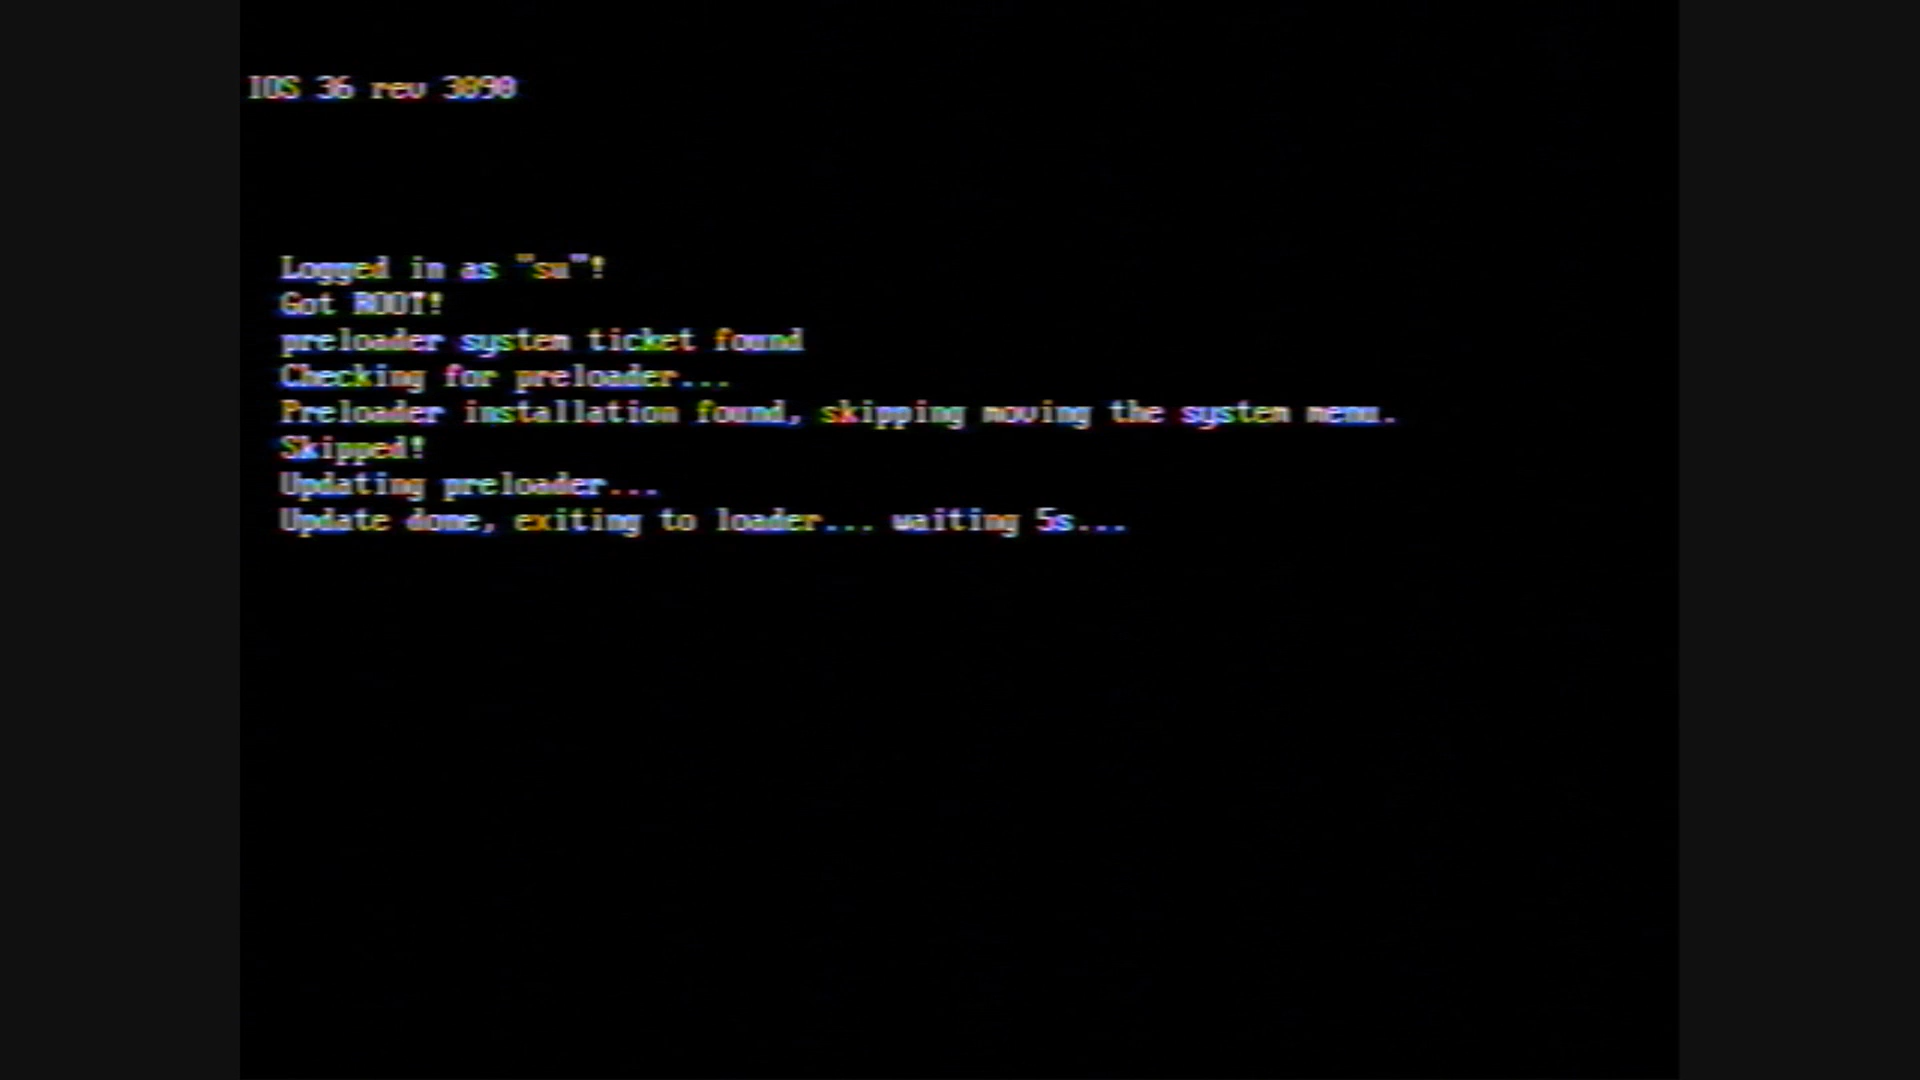 IOS 36 rev 3090
Logged in as "su"!
Got ROOT!
preloader system ticket found
Checking for preloader...
Preloader installation found, skipping moving the system menu.
Skipped!
Updating preloader...
Update done, exiting to loader... waiting 5s...